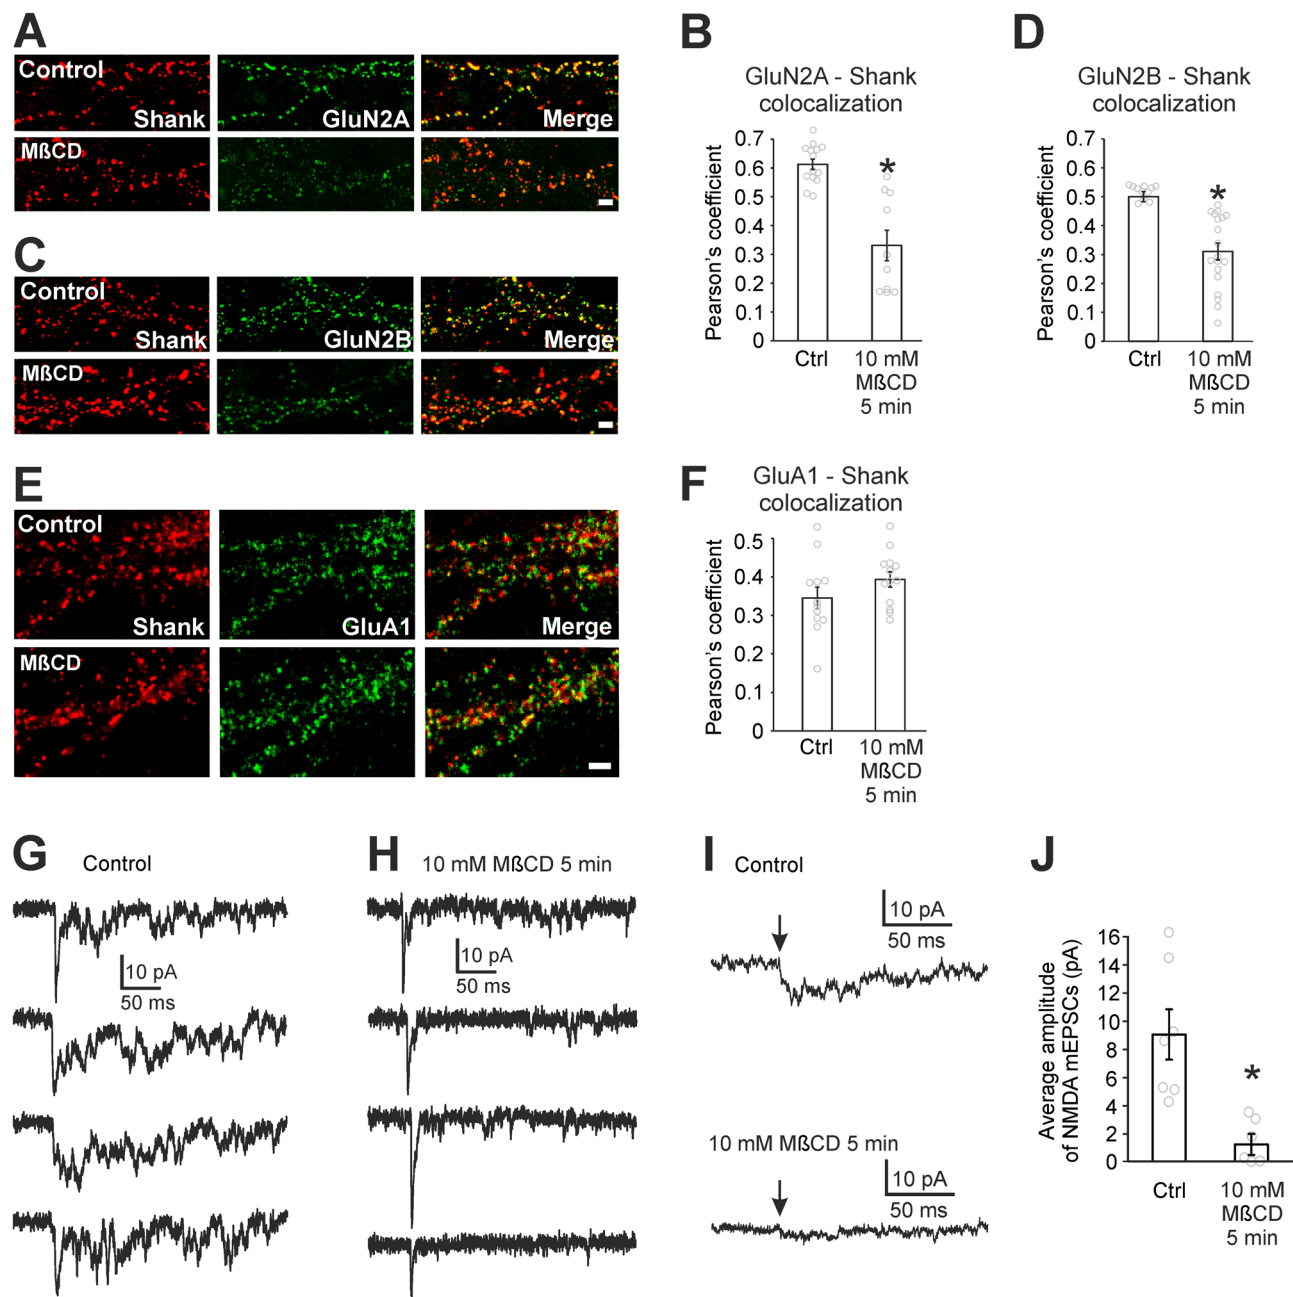 A
Control
Shank
GluN2A
Merge
MßCD
B
GluN2A - Shank
colocalization
Pearson's coefficient
0.7
0.6
0.5
0.4
0.3
0.2
0.1
0
*
Ctrl
10 mM
MßCD
5 min
D
GluN2B - Shank
colocalization
Pearson's coefficient
0.7
0.6
0.5
0.4
0.3
0.2
0.1
0
*
Ctrl
10 mM
MßCD
5 min
C
Control
Shank
GluN2B
Merge
MßCD
E
Control
Shank
GluA1
Merge
MßCD
F
GluA1 - Shank
colocalization
Pearson's coefficient
0.5
0.4
0.3
0.2
0.1
0
Ctrl
10 mM
MßCD
5 min
G
Control
10 pA
50 ms
H
10 mM MßCD 5 min
10 pA
50 ms
I
Control
10 pA
50 ms
10 mM MßCD 5 min
10 pA
50 ms
J
Average amplitude
of NMDA mEPSCs (pA)
16
14
12
10
8
6
4
2
0
*
Ctrl
10 mM
MßCD
5 min